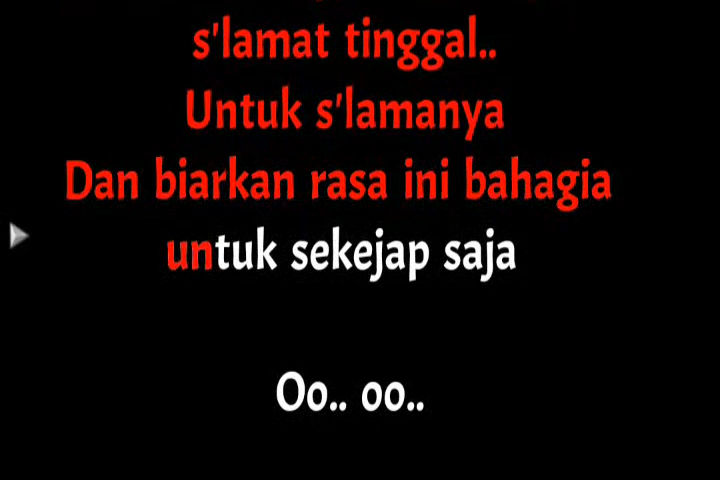 s'lamat tinggal..
Untuk s'lamanya
Dan biarkan rasa ini bahagia
untuk sekejap saja
Oo.. oo..